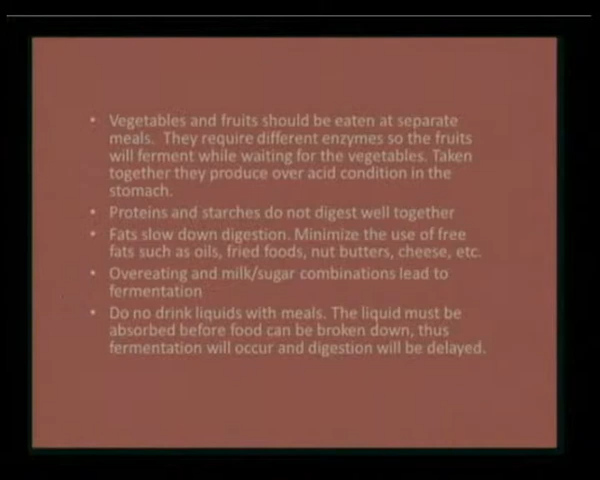 • Vegetables and fruits should be eaten at separate
meals.  They require different enzymes so the fruits
will ferment while waiting for the vegetables. Taken
together they produce over acid condition in the
stomach.
• Proteins and starches do not digest well together
• Fats slow down digestion. Minimize the use of free
fats such as oils, fried foods, nut butters, cheese, etc.
• Overeating and milk/sugar combinations lead to
fermentation
• Do no drink liquids with meals. The liquid must be
absorbed before food can be broken down, thus
fermentation will occur and digestion will be delayed.